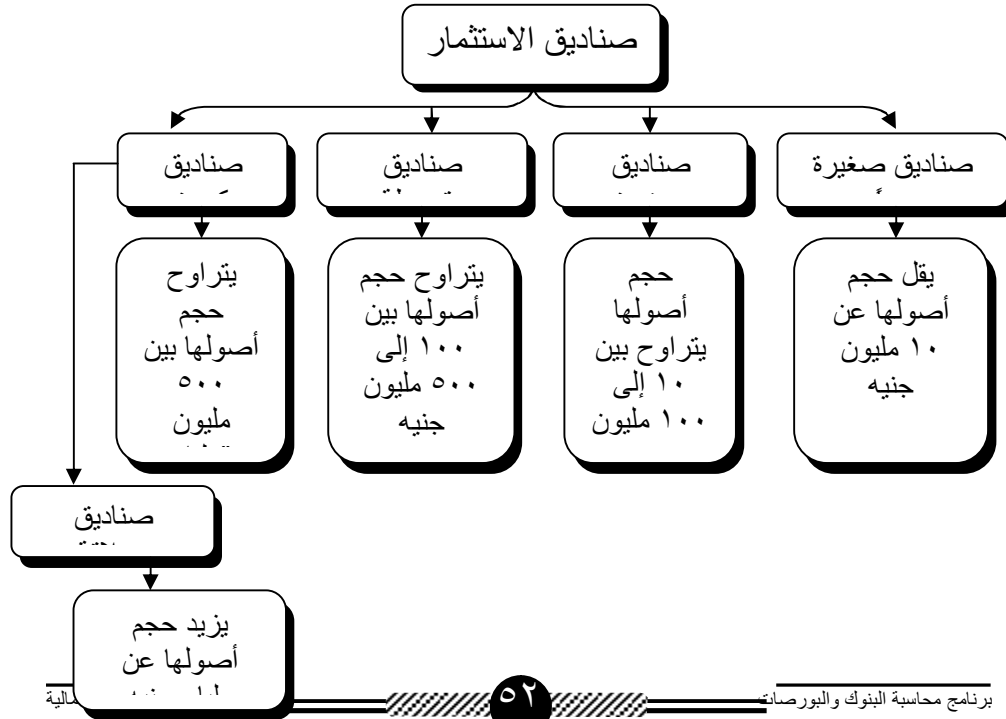 صناديق الاستثمار
صناديق صغيرة
صناديق
صناديق
صناديق
يقل حجم
أصولها عن
١٠ مليون
جنيه
حجم
أصولها
يتراوح بين
١٠ إلى
١٠٠ مليون
يتراوح حجم
أصولها بين
١٠٠ إلى
٥٠٠ مليون
جنيه
يتراوح
حجم
أصولها بين
٥٠٠
مليون
صناديق
يزيد حجم
أصولها عن
برنامج محاسبة البنوك والبورصات
٥٢